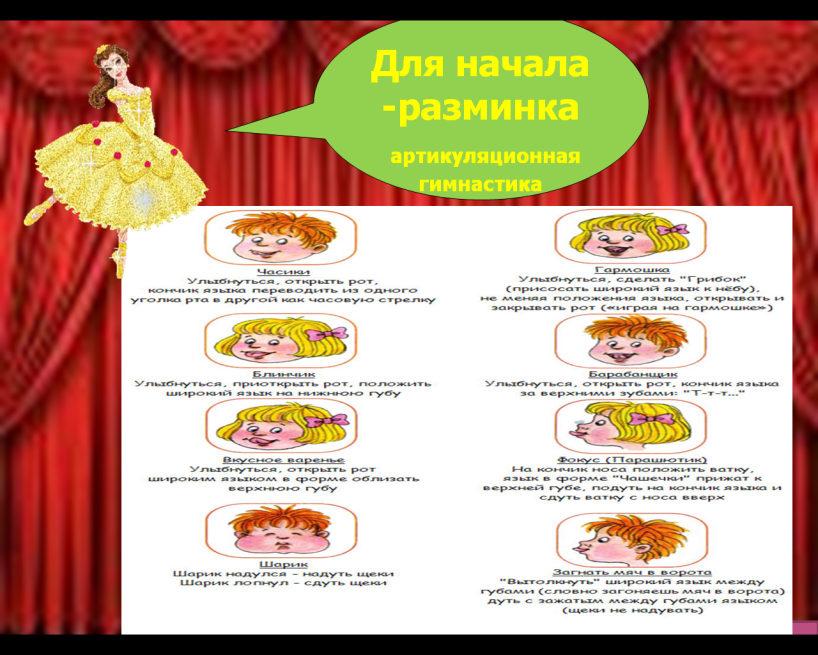 Для начала
-разминка
артикуляционная
гимнастика
Часики
Улыбнуться, открыть рот,
кончик языка переводить из одного
уголка рта в другой как часовую стрелку
Блинчик
Улыбнуться, приоткрыть рот, положить
широкий язык на нижнюю губу
Вкусное варенье
Улыбнуться, открыть рот
широким языком в форме облизать
верхнюю губу
Шарик
Шарик надулся – надуть щеки
Шарик лопнул – сдуть щеки
Гармошка
Улыбнуться, сделать "Грибок"
(присосать широкий язык к нёбу),
не меняя положения языка, открывать и
закрывать рот («играя на гармошке»)
Барабанщик
Улыбнуться, открыть рот, кончик языка
за верхними зубами: "Т-т-т..."
Фокус (Парашютик)
На кончик носа положить ватку,
язык в форме "Чашечки" прижат к
верхней губе, подуть на кончик языка и
сдуть ватку с носа вверх
Загнать мяч в ворота
"Вытолкнуть" широкий язык между
губами (словно загоняешь мяч в ворота)
дуть с зажатым между губами языком
(щеки не надувать)